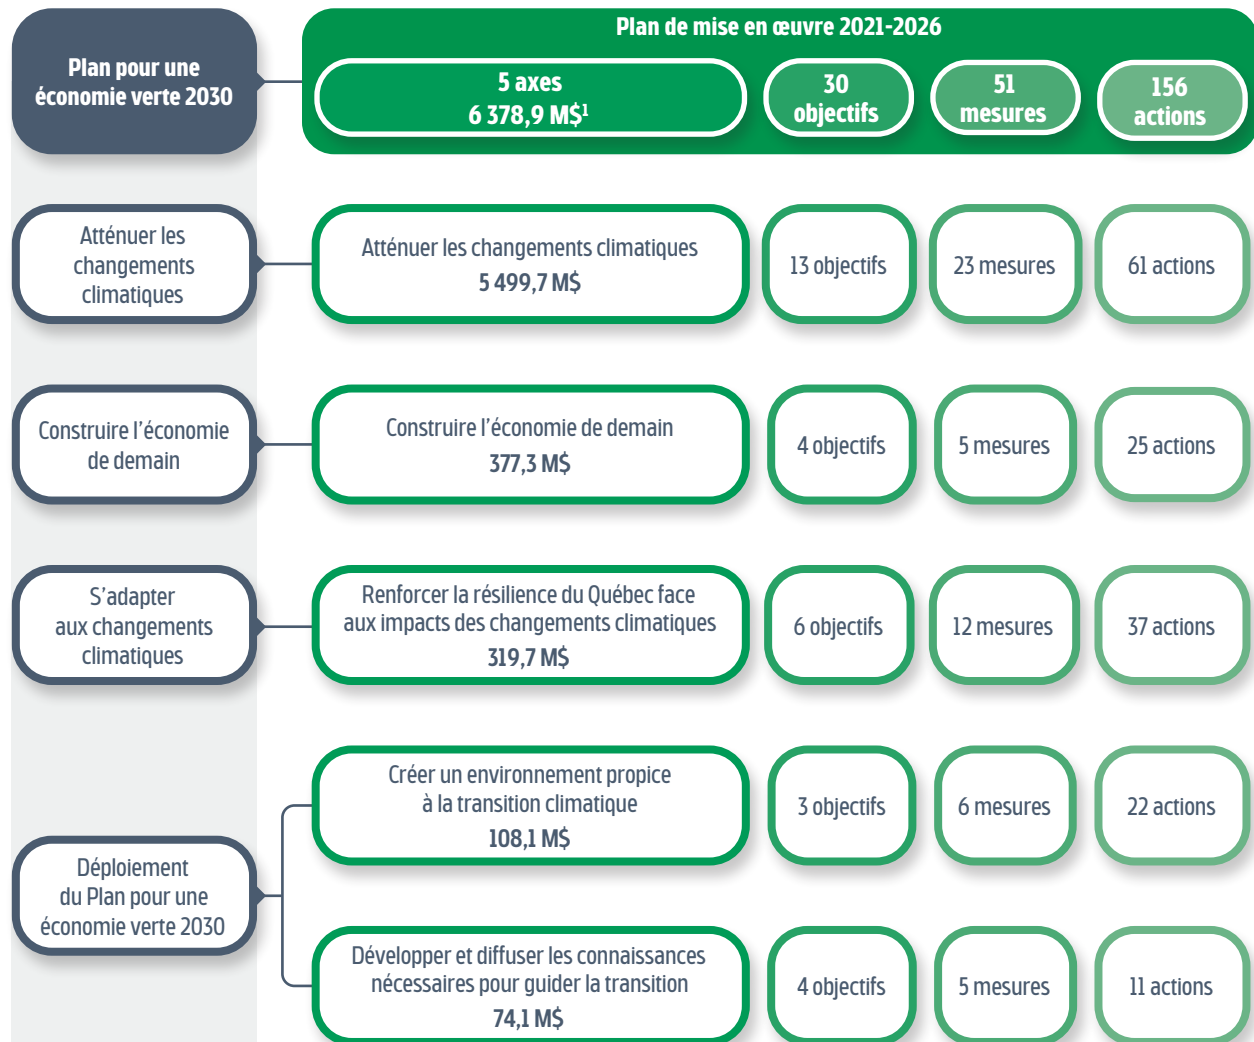 Plan pour une
économie verte 2030
Plan de mise en œuvre 2021-2026
5 axes
6 378,9 M$¹
30
objectifs
51
mesures
156
actions
Atténuer les
changements
climatiques
Atténuer les changements climatiques
5 499,7 M$
13 objectifs
23 mesures
61 actions
Construire l’économie
de demain
Construire l’économie de demain
377,3 M$
4 objectifs
5 mesures
25 actions
S’adapter
aux changements
climatiques
Renforcer la résilience du Québec face
aux impacts des changements climatiques
319,7 M$
6 objectifs
12 mesures
37 actions
Déploiement
du Plan pour une
économie verte 2030
Créer un environnement propice
à la transition climatique
108,1 M$
3 objectifs
6 mesures
22 actions
Développer et diffuser les connaissances
nécessaires pour guider la transition
74,1 M$
4 objectifs
5 mesures
11 actions